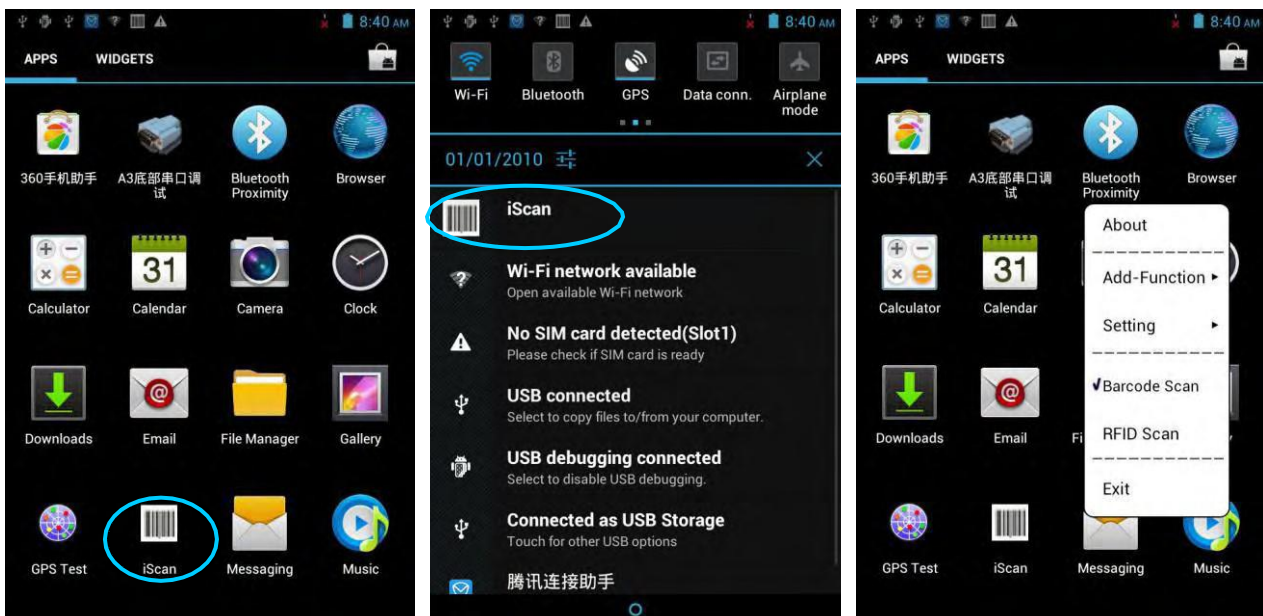 8:40 AM
APPS WIDGETS
360手机助手 A3底部串口调试 Bluetooth Proximity Browser
Calculator Calendar Camera Clock
31
Downloads Email File Manager Gallery
GPS Test iScan Messaging Music
8:40 AM
Wi-Fi Bluetooth GPS Data conn. Airplane mode
01/01/2010
iScan
Wi-Fi network available
Open available Wi-Fi network
No SIM card detected(Slot1)
Please check if SIM card is ready
USB connected
Select to copy files to/from your computer.
USB debugging connected
Select to disable USB debugging.
Connected as USB Storage
Touch for other USB options
腾讯连接助手
8:40 AM
APPS WIDGETS
360手机助手 A3底部串口调试 Bluetooth Proximity Browser
31
Calculator Calendar
Downloads Email Fi
GPS Test iScan Messaging Music
About
Add-Function
Setting
Barcode Scan
RFID Scan
Exit